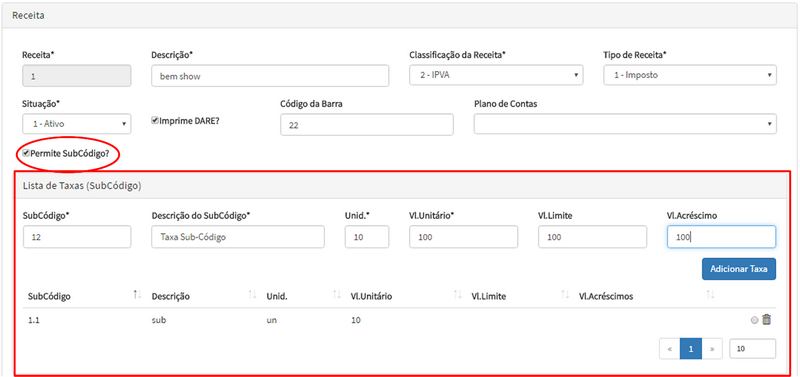 Receita
Receita* Descrição* Classificação da Receita* Tipo de Receita*
1 bem show 2 - IPVA 1 - Imposto
Situação* Imprime DARE? Código da Barra Plano de Contas
1 - Ativo 22
Permite SubCódigo?
Lista de Taxas (SubCódigo)
SubCódigo* Descrição do SubCódigo* Unid.* Vl.Unitário* Vl.Limite Vl.Acréscimo
12 Taxa Sub-Código 10 100 100 100
Adicionar Taxa
SubCódigo Descrição Unid. Vl.Unitário Vl.Limite Vl.Acréscimos
1.1 sub un 10
« 1 » 10